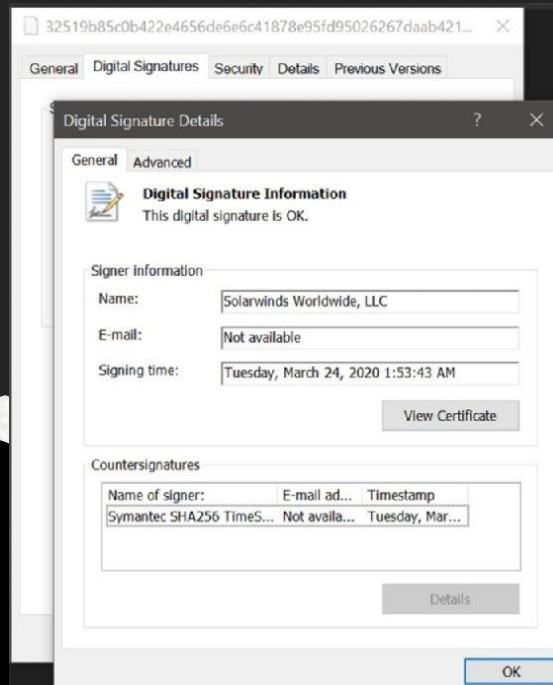 32519b85c0b422e4656de6e6c41878e95fd95026267daab421...
General Digital Signatures Security Details Previous Versions
Digital Signature Details ?
General Advanced
Digital Signature Information
This digital signature is OK.
Signer information
Name: Solarwinds Worldwide, LLC
E-mail: Not available
Signing time: Tuesday, March 24, 2020 1:53:43 AM
View Certificate
Countersignatures
Name of signer: E-mail ad... Timestamp
Symantec SHA256 TimeS... Not availa... Tuesday, Mar...
Details
OK